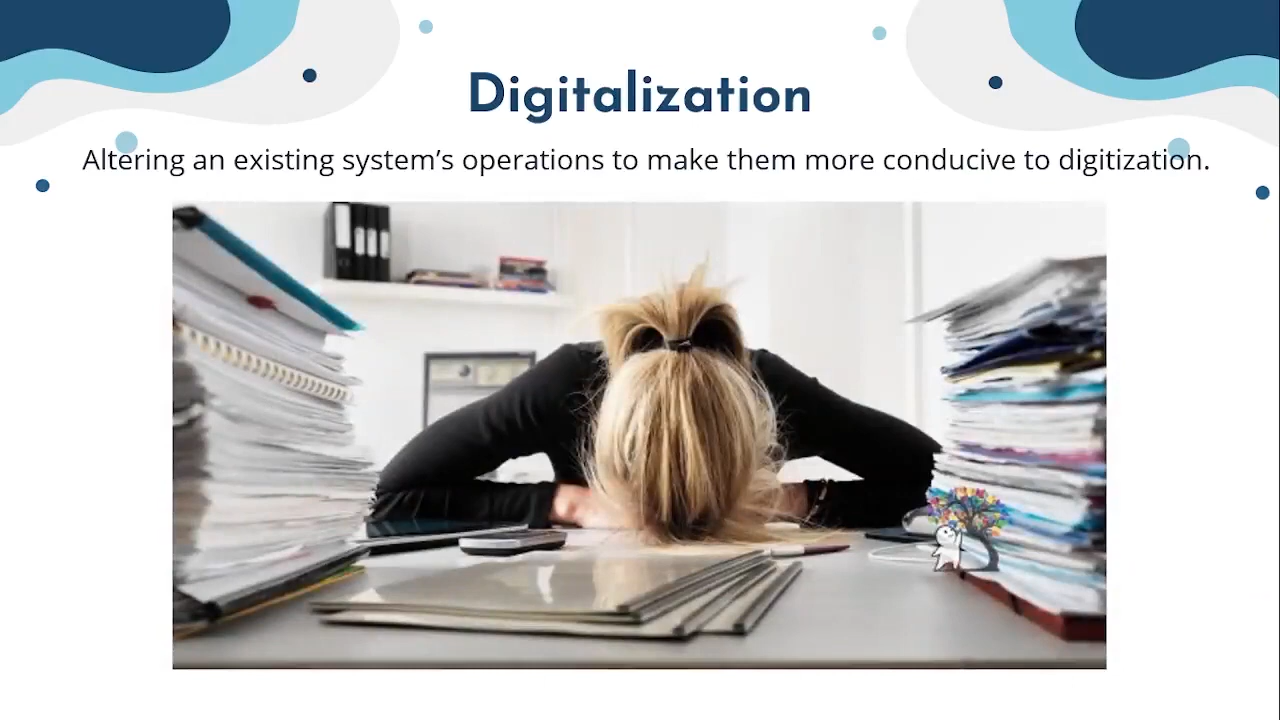 Digitalization
Altering an existing system’s operations to make them more conducive to digitization.